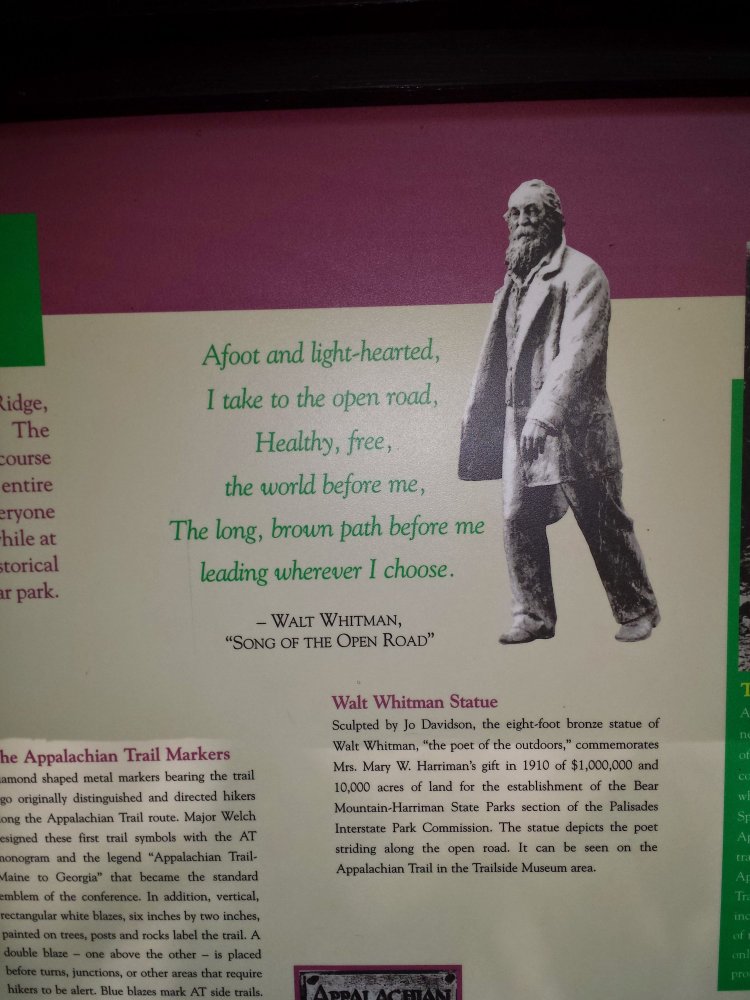 Afoot and light-hearted,
I take to the open road,
Healthy, free,
the world before me,
The long, brown path before me
leading wherever I choose.
– WALT WHITMAN,
“SONG OF THE OPEN ROAD”
Ridge,
The
course
entire
while at
park.
Walt Whitman Statue
Sculpted by Jo Davidson, the eight-foot bronze statue of
Walt Whitman, “the poet of the outdoors,” commemorates
Mrs. Mary W. Harriman’s gift in 1910 of $1,000,000 and
10,000 acres of land for the establishment of the Bear
Mountain-Harriman State Parks section of the Palisades
Interstate Park Commission. The statue depicts the poet
striding along the open road. It can be seen on the
Appalachian Trail in the Trailside Museum area.
Appalachian Trail Markers
shaped metal markers bearing the trail
originally distinguished and directed hikers
the Appalachian Trail route. Major Welch
these first trail symbols with the AT
monogram and the legend “Appalachian Trail-
Maine to Georgia” that became the standard
emblem of the conference. In addition, vertical,
rectangular white blazes, six inches by two inches,
painted on trees, posts and rocks label the trail. A
double blaze – one above the other – is placed
before turns, junctions, or other areas that require
hikers to be alert. Blue blazes mark AT side trails.
APPALACHIAN